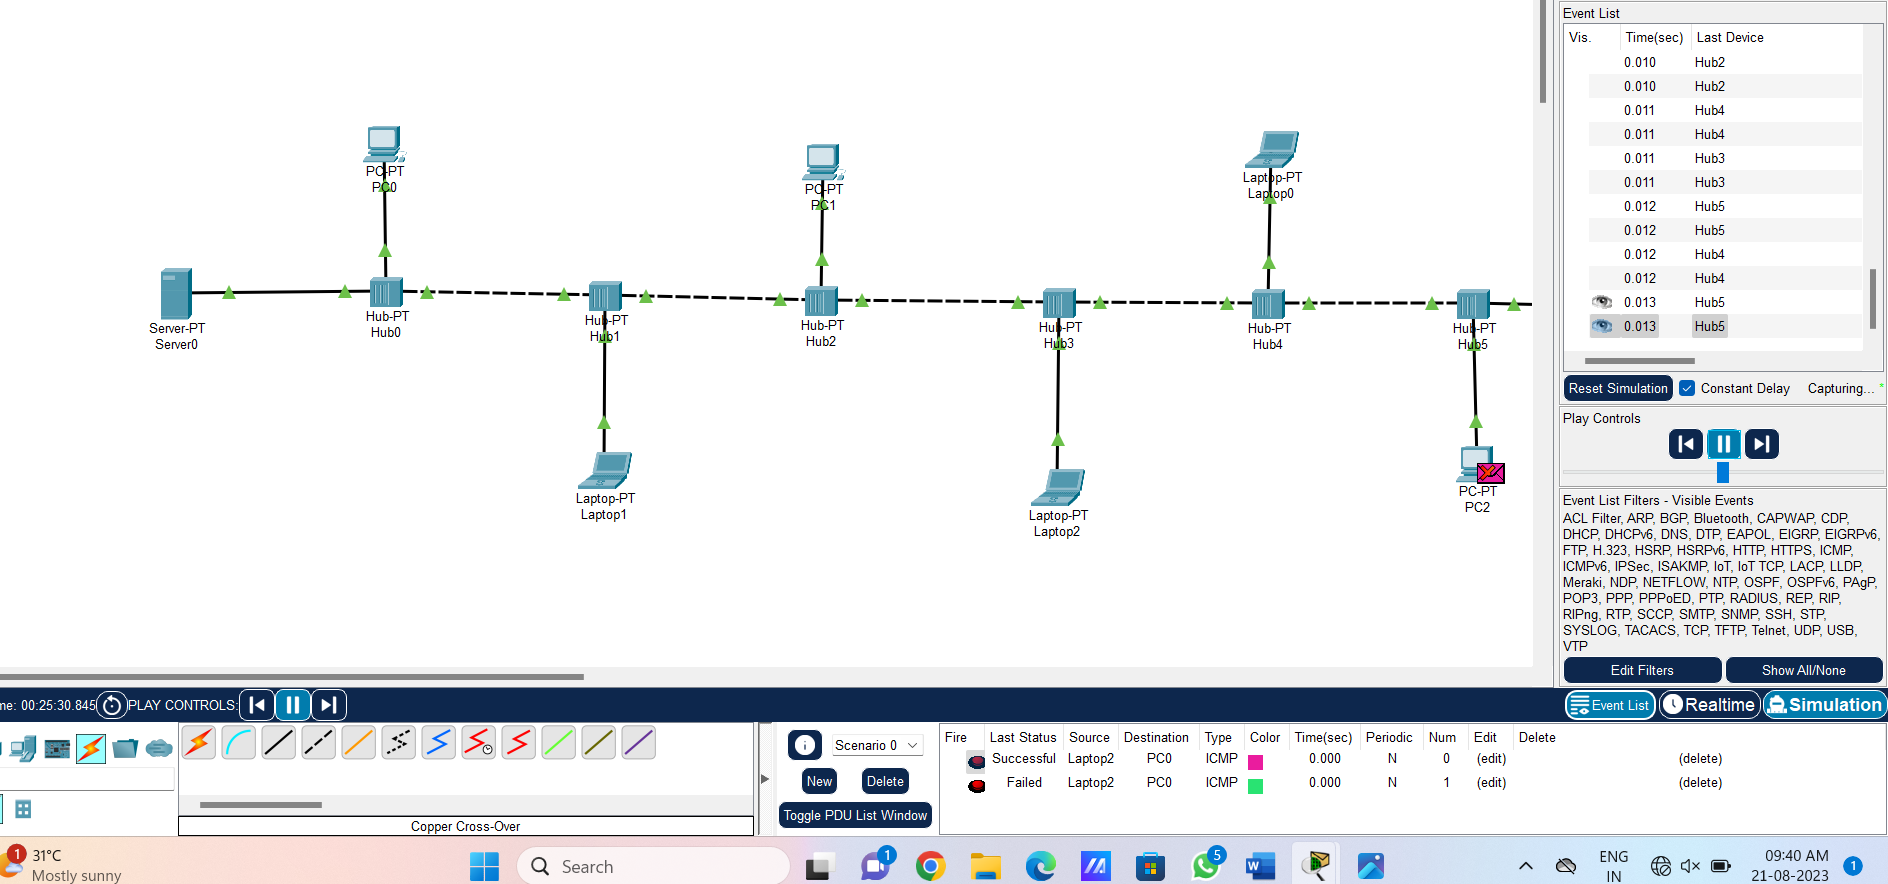 PC-PT
PC0
PC-PT
PC1
Laptop-PT
Laptop0
Server-PT
Server0
Hub-PT
Hub0
Hub-PT
Hub1
Hub-PT
Hub2
Hub-PT
Hub3
Hub-PT
Hub4
Hub-PT
Hub5
Laptop-PT
Laptop1
Laptop-PT
Laptop2
PC-PT
PC2
Event List
Vis. Time(sec) Last Device
0.010 Hub2
0.010 Hub2
0.011 Hub4
0.011 Hub4
0.011 Hub3
0.011 Hub3
0.012 Hub5
0.012 Hub5
0.012 Hub4
0.012 Hub4
0.013 Hub5
0.013 Hub5
Reset Simulation Constant Delay Capturing...
Play Controls
Event List Filters - Visible Events
ACL Filter, ARP, BGP, Bluetooth, CAPWAP, CDP,
DHCP, DHCPv6, DNS, DTP, EAPOL, EIGRP, EIGRPv6,
FTP, H.323, HSRP, HSRPv6, HTTP, HTTPS, ICMP,
ICMPv6, IPSec, ISAKMP, IoT, IoT TCP, LACP, LLDP,
Meraki, NDP, NETFLOW, NTP, OSPF, OSPFv6, PAgP,
POP3, PPP, PPPoED, PTP, RADIUS, REP, RIP,
RIPng, RTP, SCCP, SMTP, SNMP, SSH, STP,
SYSLOG, TACACS, TCP, TFTP, Telnet, UDP, USB,
VTP
Edit Filters Show All/None
me: 00:25:30.845 PLAY CONTROLS: Event List Realtime Simulation
Scenario 0
New Delete
Toggle PDU List Window
Copper Cross-Over
Fire Last Status Source Destination Type Color Time(sec) Periodic Num Edit Delete
Successful Laptop2 PC0 ICMP 0.000 N 0 (edit) (delete)
Failed Laptop2 PC0 ICMP 0.000 N 1 (edit) (delete)
1
31°C
Mostly sunny
Search
1
5
ENG
IN
09:40 AM
21-08-2023
1